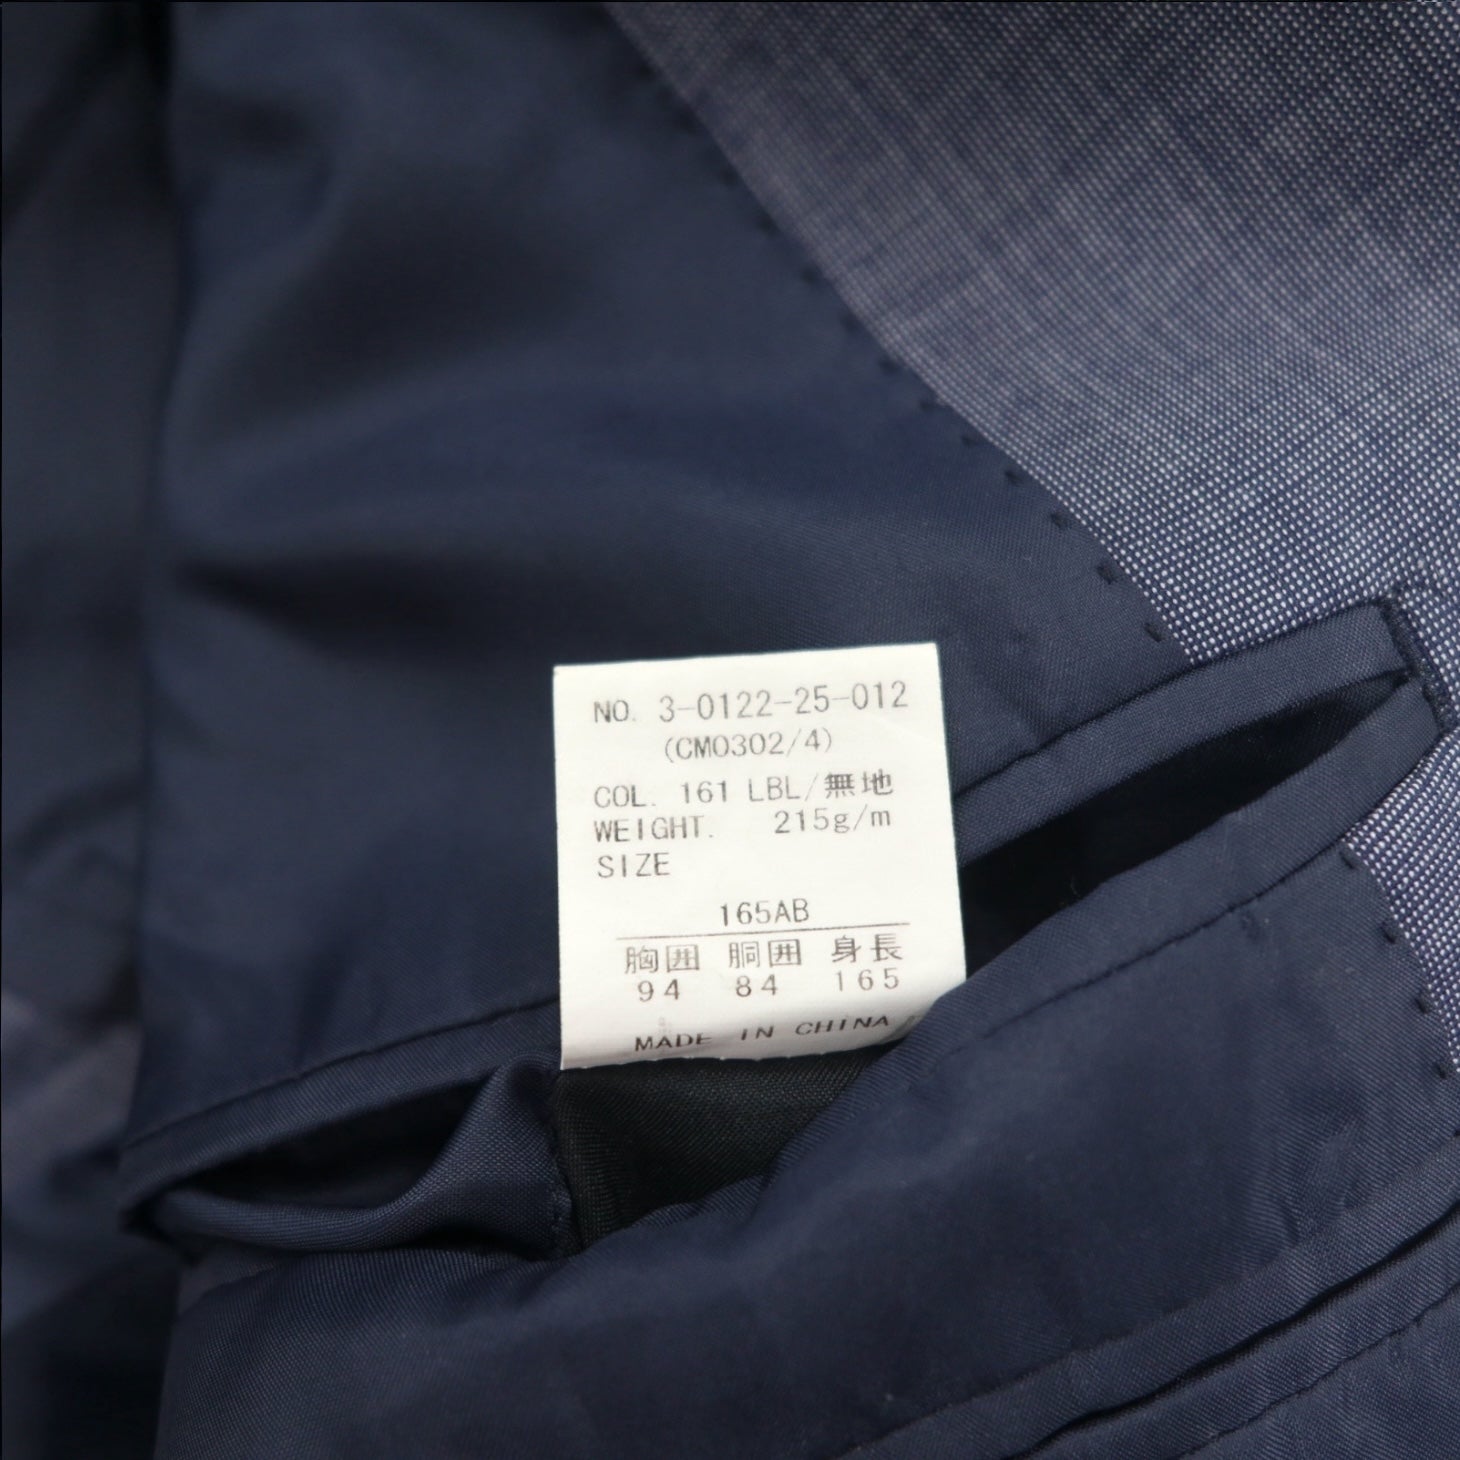 NO. 3-0122-25-012
(CM0302/4)
COL. 161 LBL/無地
WEIGHT. 215g/m
SIZE
165AB
胸囲 胴囲 身長
94 84 165
MADE IN CHINA